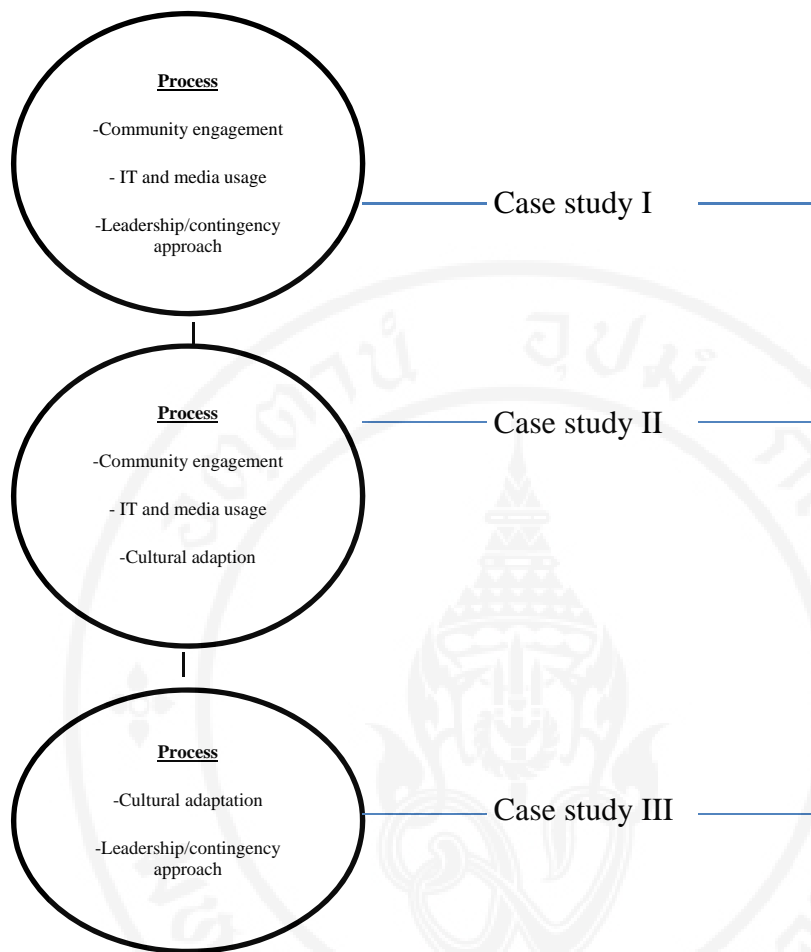 Process
-Community engagement
- IT and media usage
-Leadership/contingency
approach
Case study I
Process
-Community engagement
- IT and media usage
-Cultural adaption
Case study II
Process
-Cultural adaptation
-Leadership/contingency
approach
Case study III